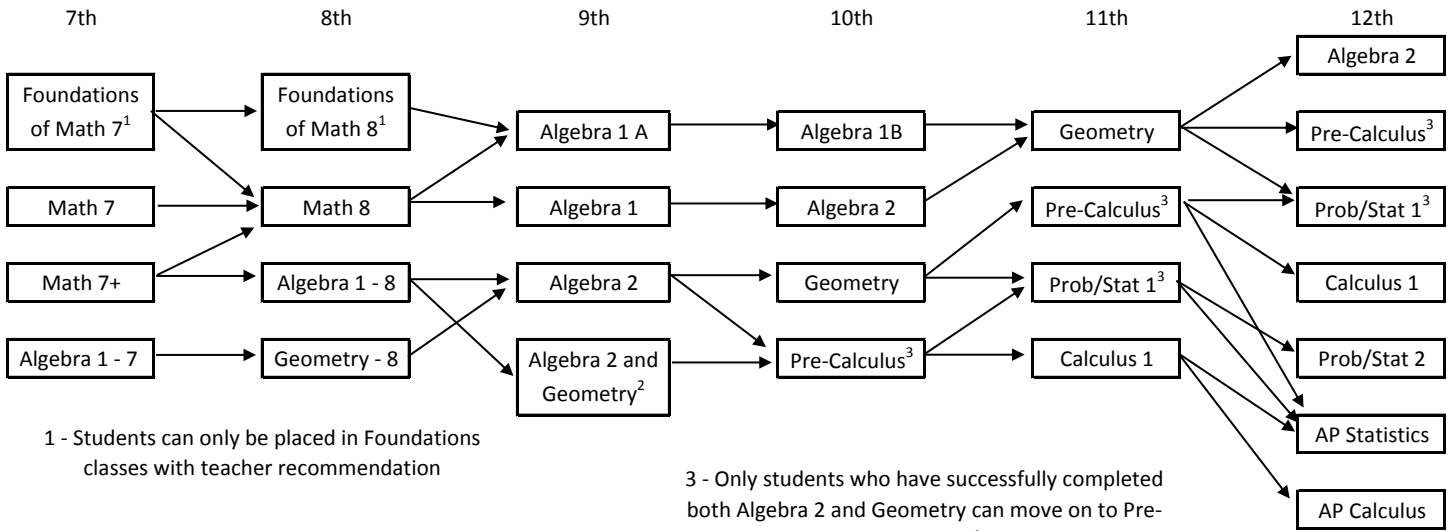 7th 8th 9th 10th 11th 12th
Foundations
of Math 7¹
Math 7
Math 7+
Algebra 1 - 7
Foundations
of Math 8¹
Math 8
Algebra 1 - 8
Geometry - 8
Algebra 1 A
Algebra 1
Algebra 2
Algebra 2 and
Geometry²
Algebra 1B
Algebra 2
Geometry
Pre-Calculus³
Geometry
Pre-Calculus³
Prob/Stat 1³
Calculus 1
Algebra 2
Pre-Calculus³
Prob/Stat 1³
Calculus 1
Prob/Stat 2
AP Statistics
AP Calculus
1 - Students can only be placed in Foundations
classes with teacher recommendation
3 - Only students who have successfully completed
both Algebra 2 and Geometry can move on to Pre-